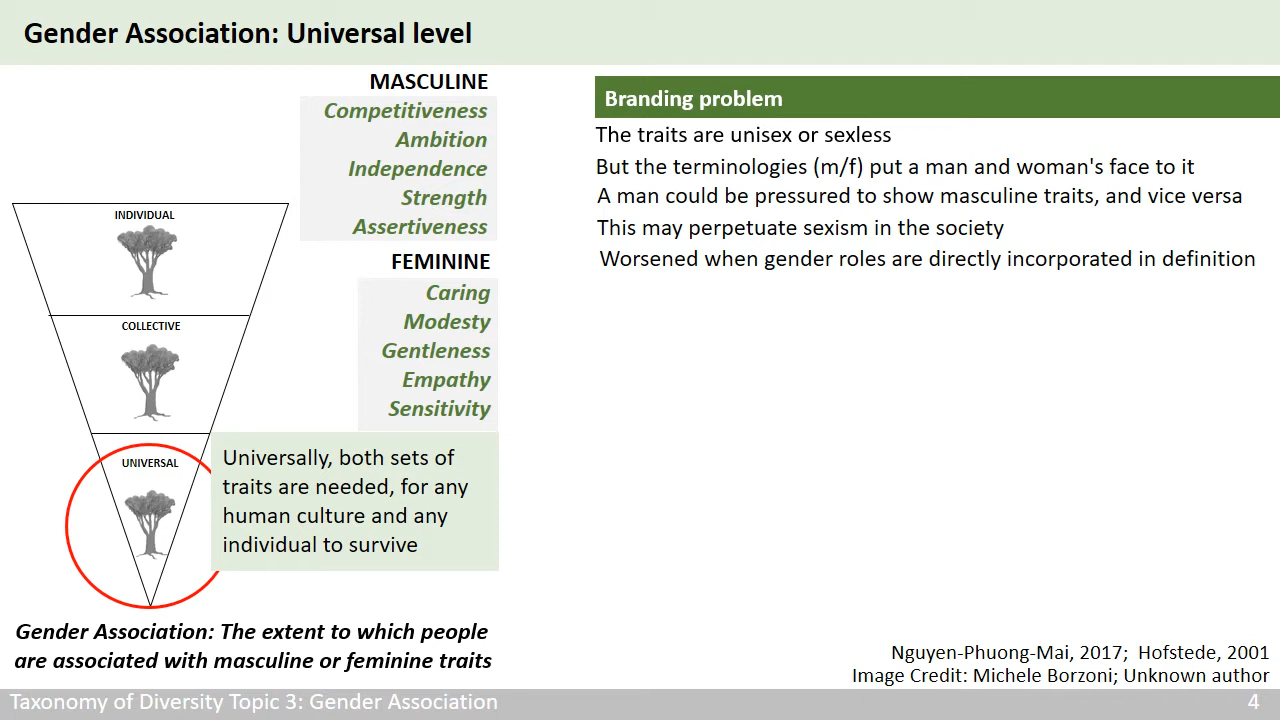 Gender Association: Universal level
MASCULINE
Competitiveness
Ambition
Independence
Strength
Assertiveness
FEMININE
Caring
Modesty
Gentleness
Empathy
Sensitivity
INDIVIDUAL
COLLECTIVE
UNIVERSAL
Universally, both sets of
traits are needed, for any
human culture and any
individual to survive
Gender Association: The extent to which people
are associated with masculine or feminine traits
Branding problem
The traits are unisex or sexless
But the terminologies (m/f) put a man and woman's face to it
A man could be pressured to show masculine traits, and vice versa
This may perpetuate sexism in the society
Worsened when gender roles are directly incorporated in definition
Nguyen-Phuong-Mai, 2017; Hofstede, 2001
Image Credit: Michele Borzoni; Unknown author
Taxonomy of Diversity Topic 3: Gender Association
4